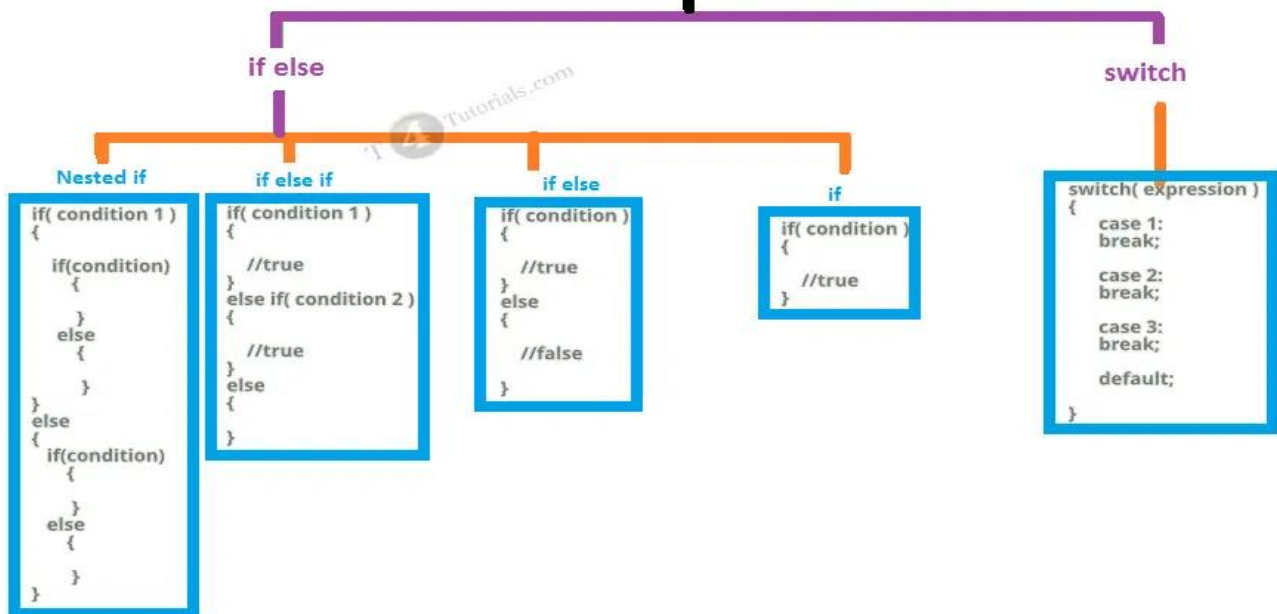 if else
switch
T4Tutorials.com
Nested if
if( condition 1 )
{
if(condition)
{
}
else
{
}
}
else
{
if(condition)
{
}
else
{
}
}
if else if
if( condition 1 )
{
//true
}
else if( condition 2 )
{
//true
}
else
{
}
if else
if( condition )
{
//true
}
else
{
//false
}
if
if( condition )
{
//true
}
switch( expression )
{
case 1:
break;
case 2:
break;
case 3:
break;
default;
}